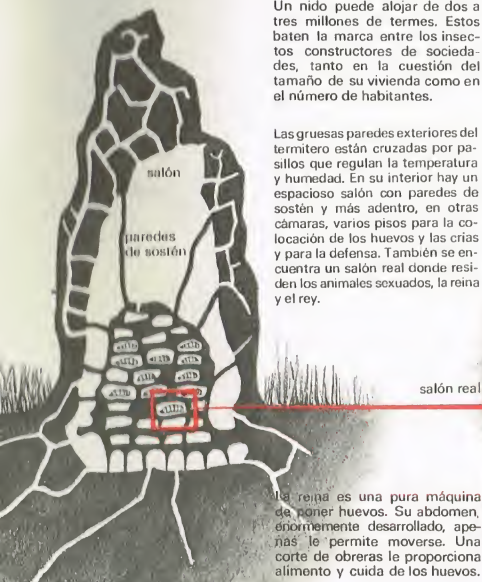 Un nido puede alojar de dos a
tres millones de termes. Estos
baten la marca entre los insec-
tos constructores de socieda-
des, tanto en la cuestión del
tamaño de su vivienda como en
el número de habitantes.
Las gruesas paredes exteriores del
termitero están cruzadas por pa-
sillos que regulan la temperatura
y humedad. En su interior hay un
espacioso salón con paredes de
sostén y más adentro, en otras
cámaras, varios pisos para la co-
locación de los huevos y las crías
y para la defensa. También se en-
cuentra un salón real donde resi-
den los animales sexuados, la reina
y el rey.
salón
paredes
de sostén
salón real
La reina es una pura máquina
de poner huevos. Su abdomen,
enormemente desarrollado, ape-
nas le permite moverse. Una
corte de obreras le proporciona
alimento y cuida de los huevos.